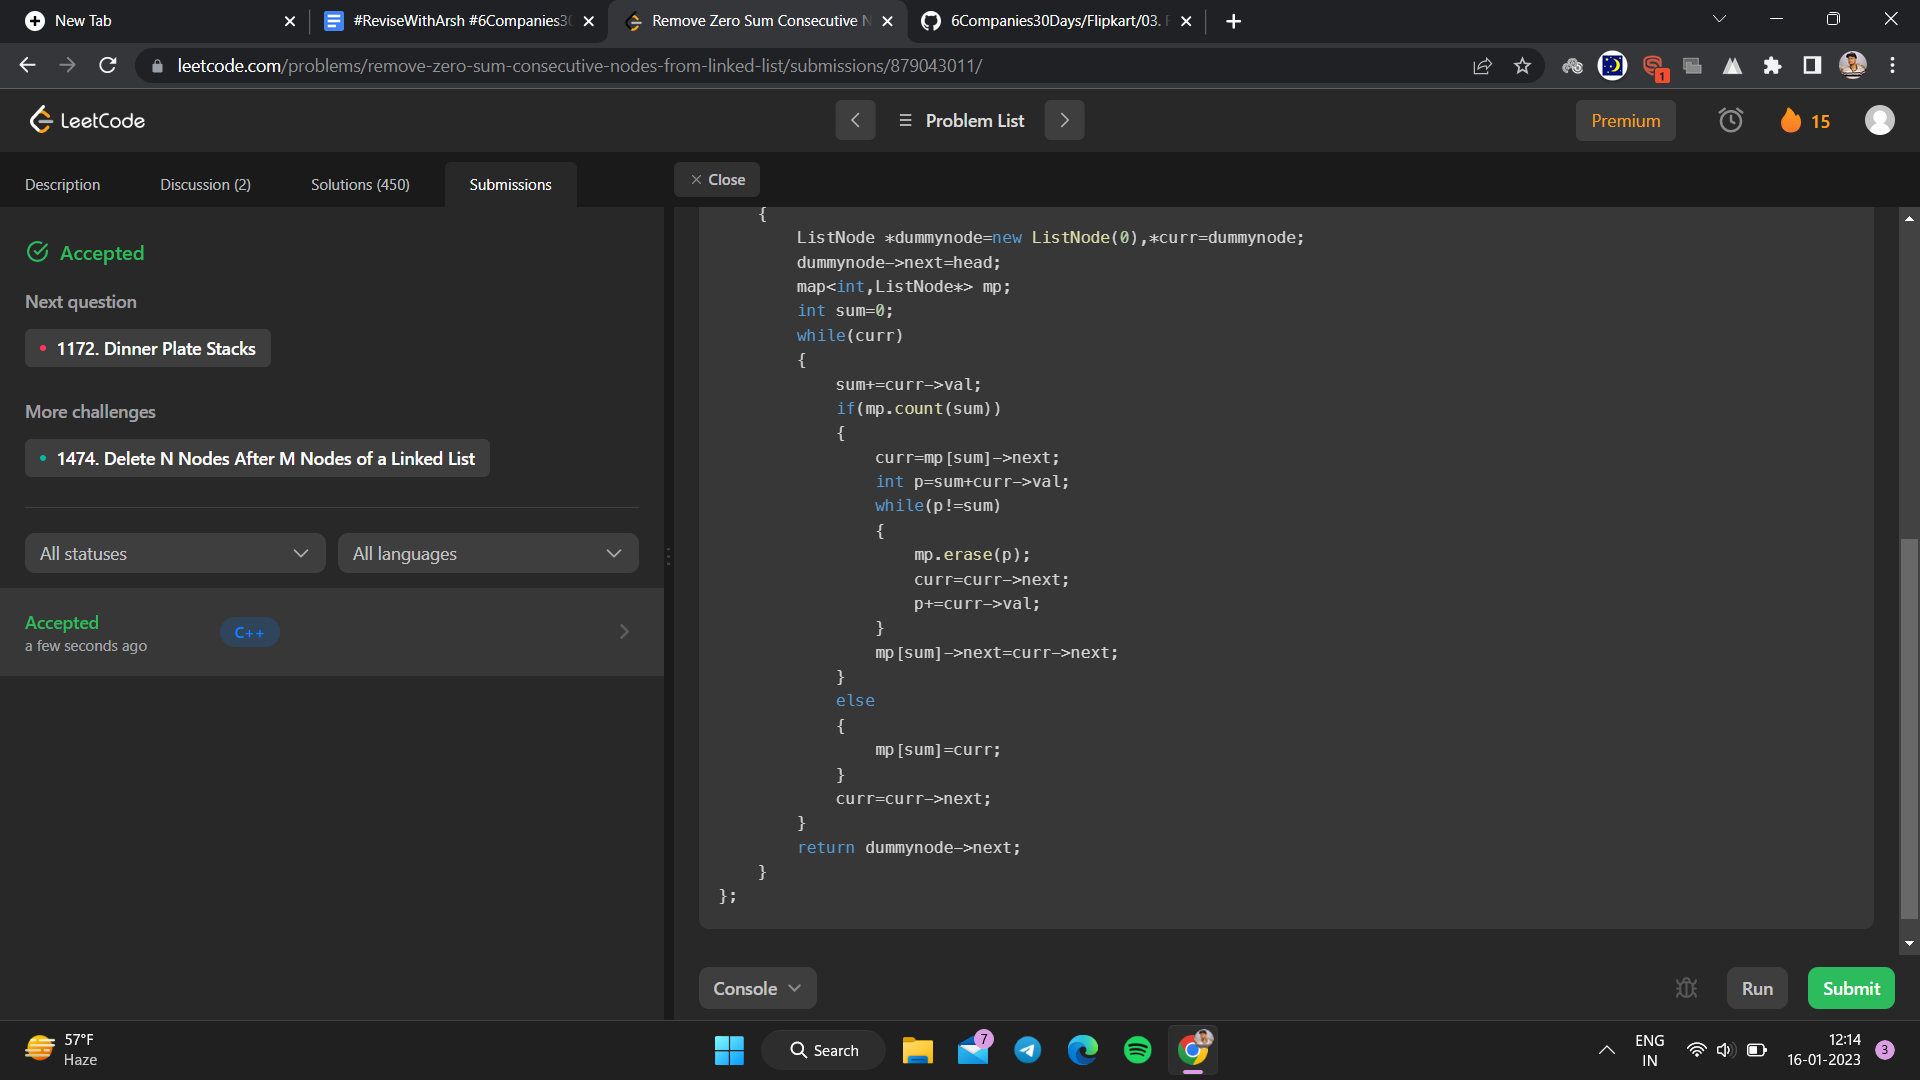 New Tab
#ReviseWithArsh #6Companies30
Remove Zero Sum Consecutive N
6Companies30Days/Flipkart/03. F
leetcode.com/problems/remove-zero-sum-consecutive-nodes-from-linked-list/submissions/879043011/
1
LeetCode
Problem List
Premium
15
Description
Discussion (2)
Solutions (450)
Submissions
Close
Accepted
Next question
1172. Dinner Plate Stacks
More challenges
1474. Delete N Nodes After M Nodes of a Linked List
All statuses
All languages
Accepted
C++
a few seconds ago
{
ListNode *dummynode=new ListNode(0),*curr=dummynode;
dummynode->next=head;
map<int,ListNode*> mp;
int sum=0;
while(curr)
{
sum+=curr->val;
if(mp.count(sum))
{
curr=mp[sum]->next;
int p=sum+curr->val;
while(p!=sum)
{
mp.erase(p);
curr=curr->next;
p+=curr->val;
}
mp[sum]->next=curr->next;
}
else
{
mp[sum]=curr;
}
curr=curr->next;
}
return dummynode->next;
}
};
Console
Run
Submit
57°F
Haze
Search
7
ENG
IN
12:14
16-01-2023
3